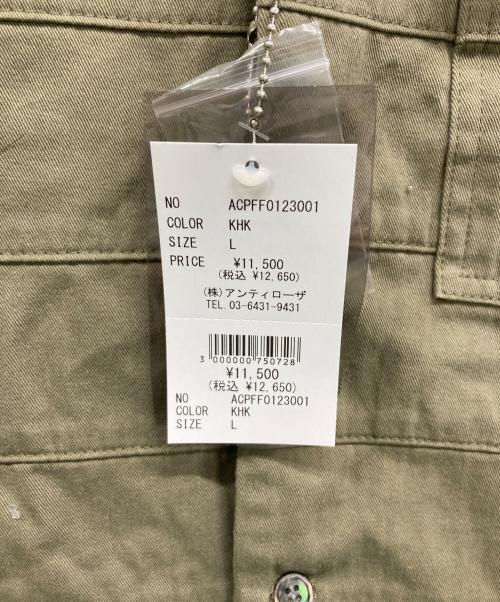 NO ACPFF0123001
COLOR KHK
SIZE L
PRICE ¥11,500
(税込 ¥12,650)
(株)アンティローザ
TEL. 03-6431-9431
3 000000 750728
¥11,500
(税込 ¥12,650)
NO ACPFF0123001
COLOR KHK
SIZE L